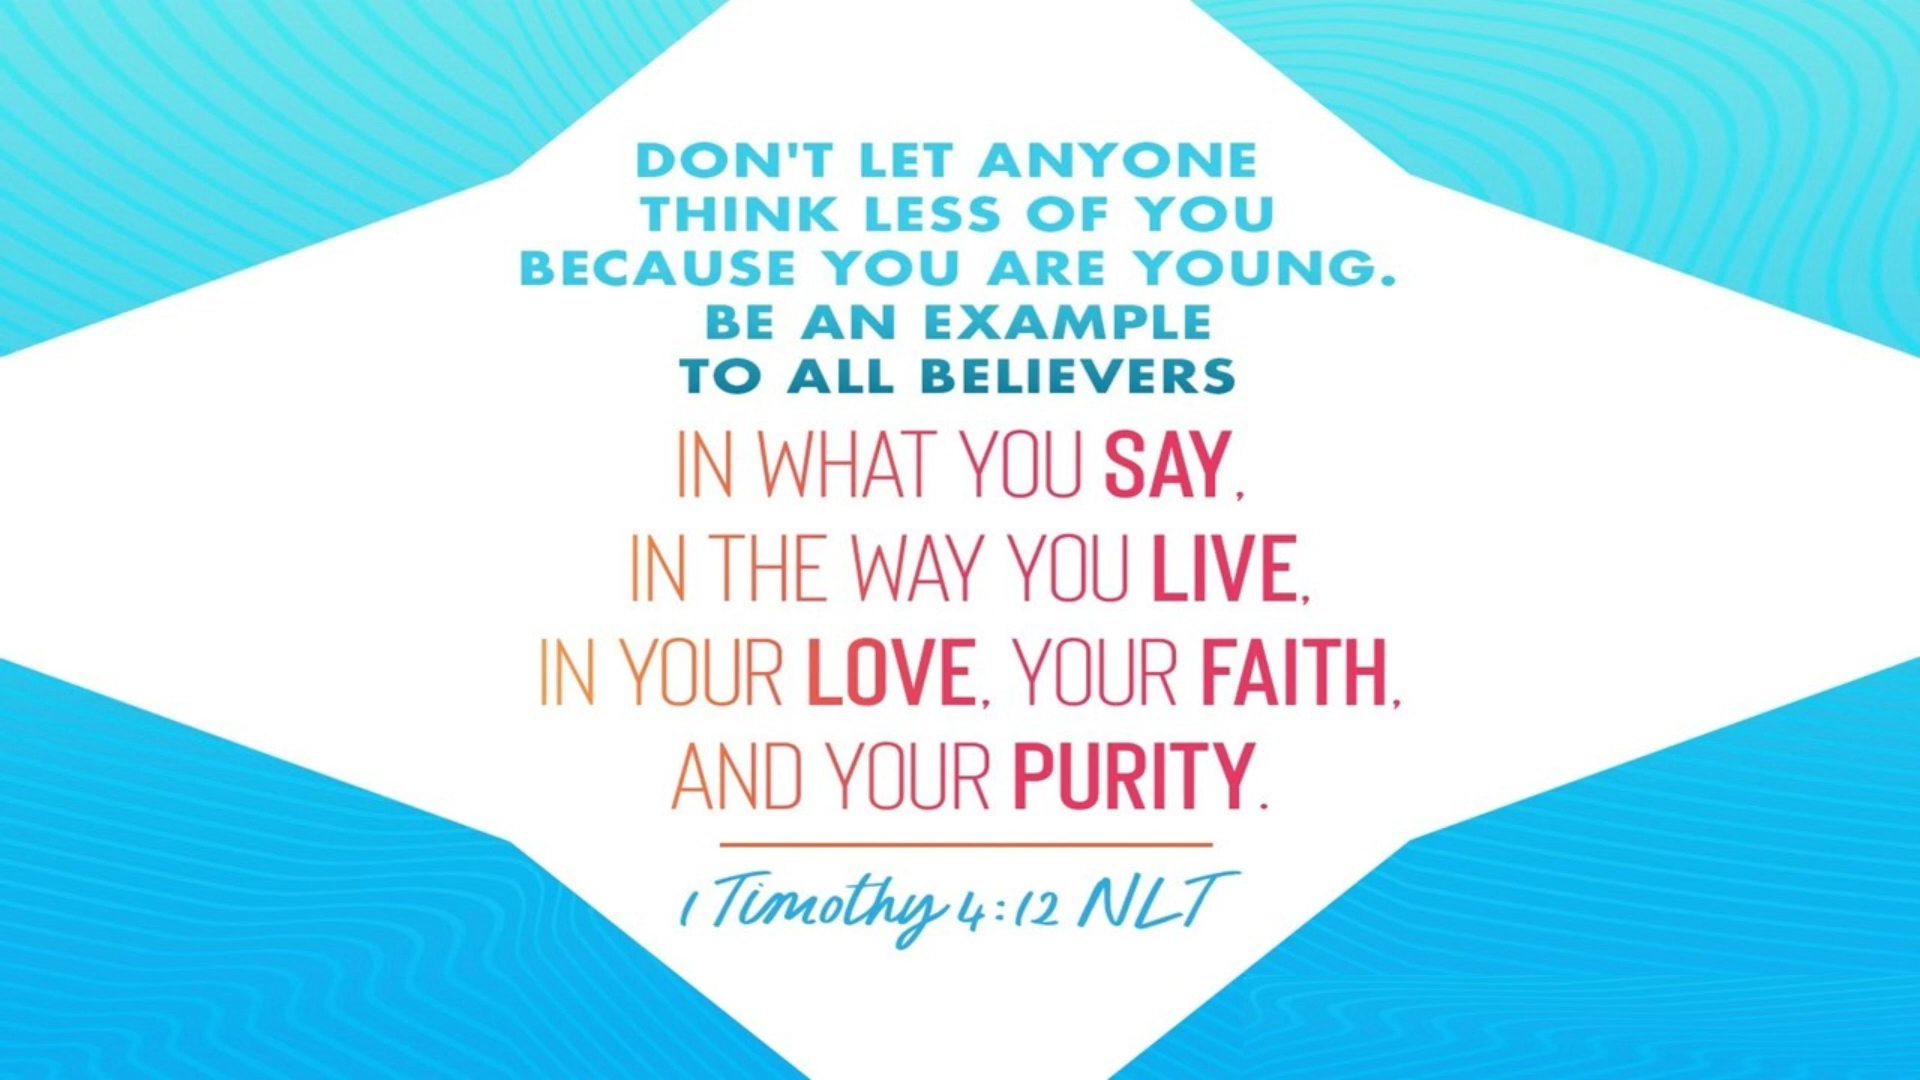 DON'T LET ANYONE
THINK LESS OF YOU
BECAUSE YOU ARE YOUNG.
BE AN EXAMPLE
TO ALL BELIEVERS
IN WHAT YOU SAY,
IN THE WAY YOU LIVE,
IN YOUR LOVE, YOUR FAITH,
AND YOUR PURITY.
1 Timothy 4:12 NLT